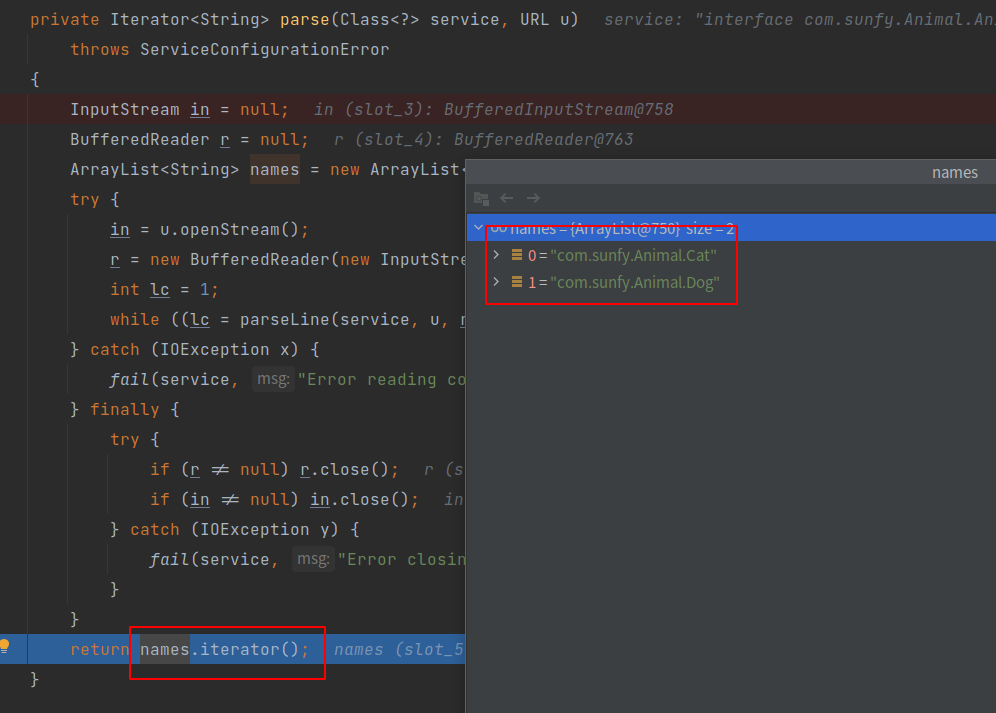 private Iterator<String> parse(Class<?> service, URL u) service: "interface com.sunfy.Animal.Ani
throws ServiceConfigurationError
{
InputStream in = null; in (slot_3): BufferedInputStream@758
BufferedReader r = null; r (slot_4): BufferedReader@763
ArrayList<String> names = new ArrayList<
try {
in = u.openStream();
r = new BufferedReader(new InputStre
int lc = 1;
while ((lc = parseLine(service, u, r
} catch (IOException x) {
fail(service, msg: "Error reading co
} finally {
try {
if (r ≠ null) r.close(); r (s
if (in ≠ null) in.close(); in
} catch (IOException y) {
fail(service, msg: "Error closin
}
}
return names.iterator(); names (slot_5
}
names
oo names = {ArrayList@750} size = 2
0 = "com.sunfy.Animal.Cat"
1 = "com.sunfy.Animal.Dog"